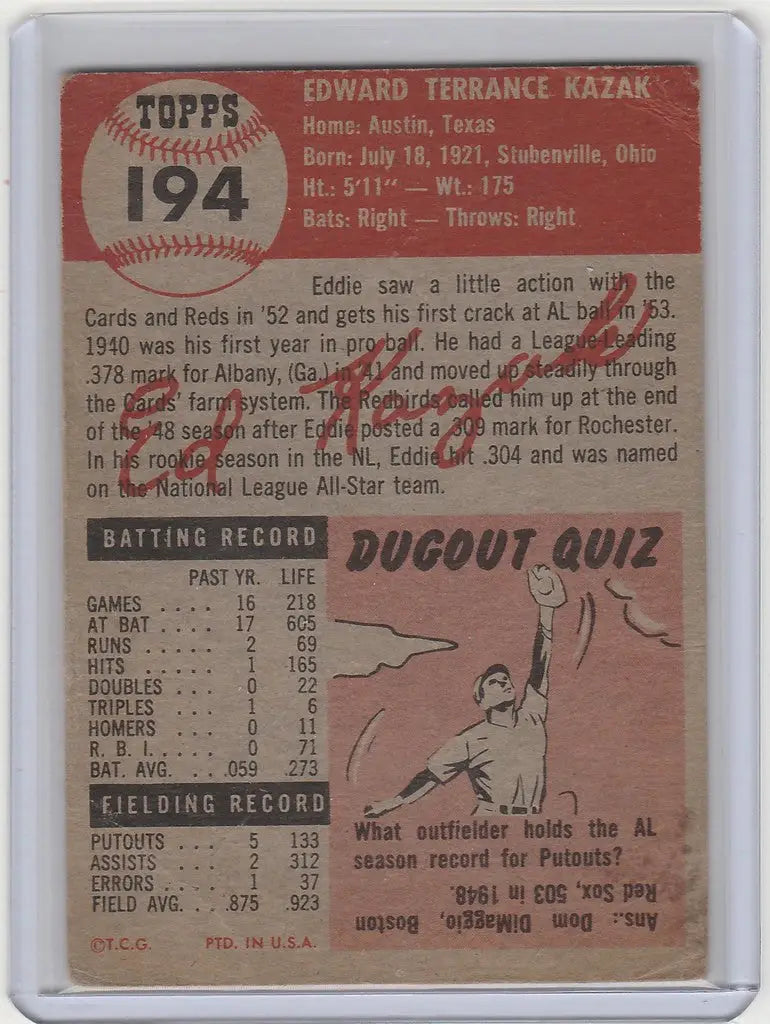 TOPPS
194
EDWARD TERRANCE KAZAK
Home: Austin, Texas
Born: July 18, 1921, Stubenville, Ohio
Ht.: 5'11" — Wt.: 175
Bats: Right — Throws: Right
Eddie saw a little action with the
Cards and Reds in '52 and gets his first crack at AL ball in '53.
1940 was his first year in pro ball. He had a League-Leading
.378 mark for Albany, (Ga.) in '41 and moved up steadily through
the Cards' farm system. The Redbirds called him up at the end
of the '48 season after Eddie posted a .309 mark for Rochester.
In his rookie season in the NL, Eddie hit .304 and was named
on the National League All-Star team.
Ed Kazak
BATTING RECORD
PAST YR. LIFE
GAMES .... 16 218
AT BAT .... 17 605
RUNS ..... 2 69
HITS ..... 1 165
DOUBLES ... 0 22
TRIPLES ... 1 6
HOMERS ... 0 11
R. B. I. .... 0 71
BAT. AVG. ... .059 .273
FIELDING RECORD
PUTOUTS ... 5 133
ASSISTS ... 2 312
ERRORS .... 1 37
FIELD AVG. ... .875 .923
©T.C.G. PTD. IN U.S.A.
DUGOUT QUIZ
What outfielder holds the AL
season record for Putouts?
Ans.: Dom DiMaggio, Boston
Red Sox, 503 in 1948.